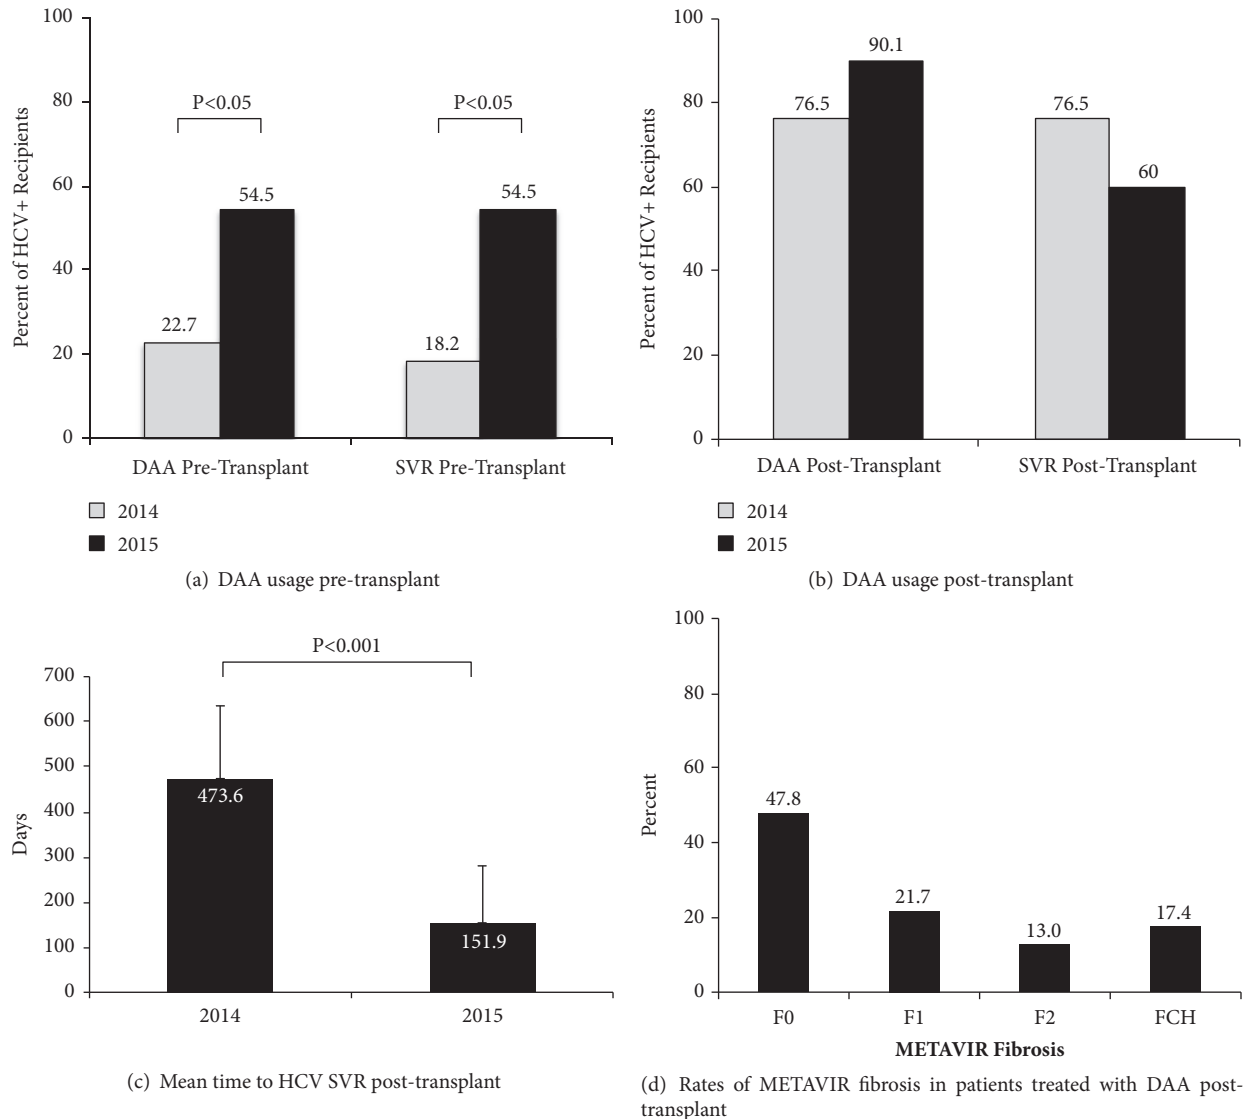 100
80
60
40
20
0
Percent of HCV+ Recipients
P<0.05
P<0.05
22.7
54.5
18.2
54.5
DAA Pre-Transplant
SVR Pre-Transplant
2014
2015
(a) DAA usage pre-transplant
100
80
60
40
20
0
Percent of HCV+ Recipients
76.5
90.1
76.5
60
DAA Post-Transplant
SVR Post-Transplant
2014
2015
(b) DAA usage post-transplant
P<0.001
700
600
500
400
300
200
100
0
Days
473.6
151.9
2014
2015
(c) Mean time to HCV SVR post-transplant
100
80
60
40
20
0
Percent
47.8
21.7
13.0
17.4
F0
F1
F2
FCH
METAVIR Fibrosis
(d) Rates of METAVIR fibrosis in patients treated with DAA post-
transplant